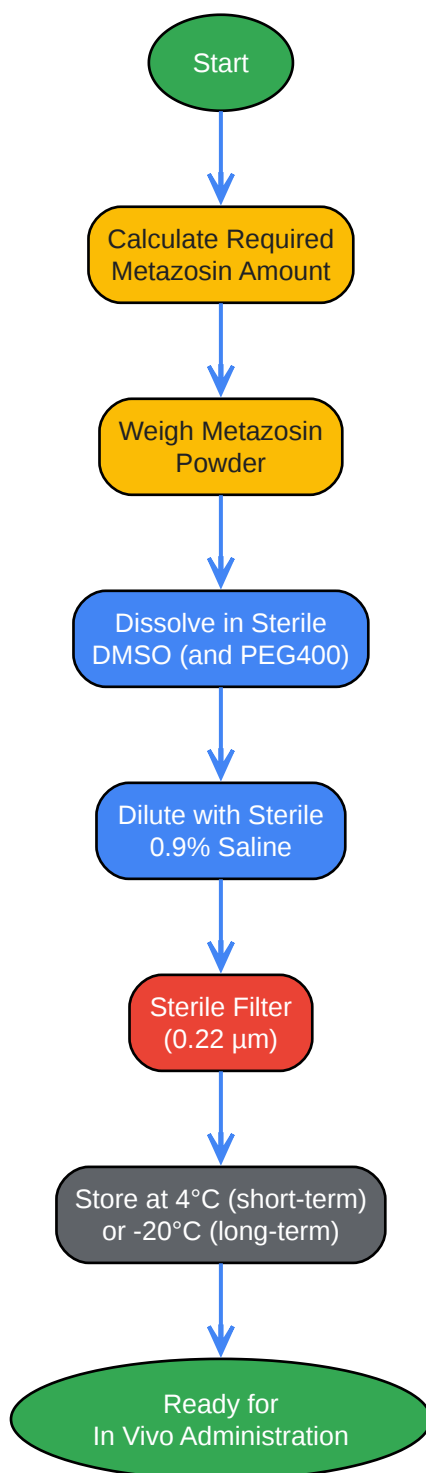 Start
Calculate Required
Metazosin Amount
Weigh Metazosin
Powder
Dissolve in Sterile
DMSO (and PEG400)
Dilute with Sterile
0.9% Saline
Sterile Filter
(0.22 µm)
Store at 4°C (short-term)
or -20°C (long-term)
Ready for
In Vivo Administration